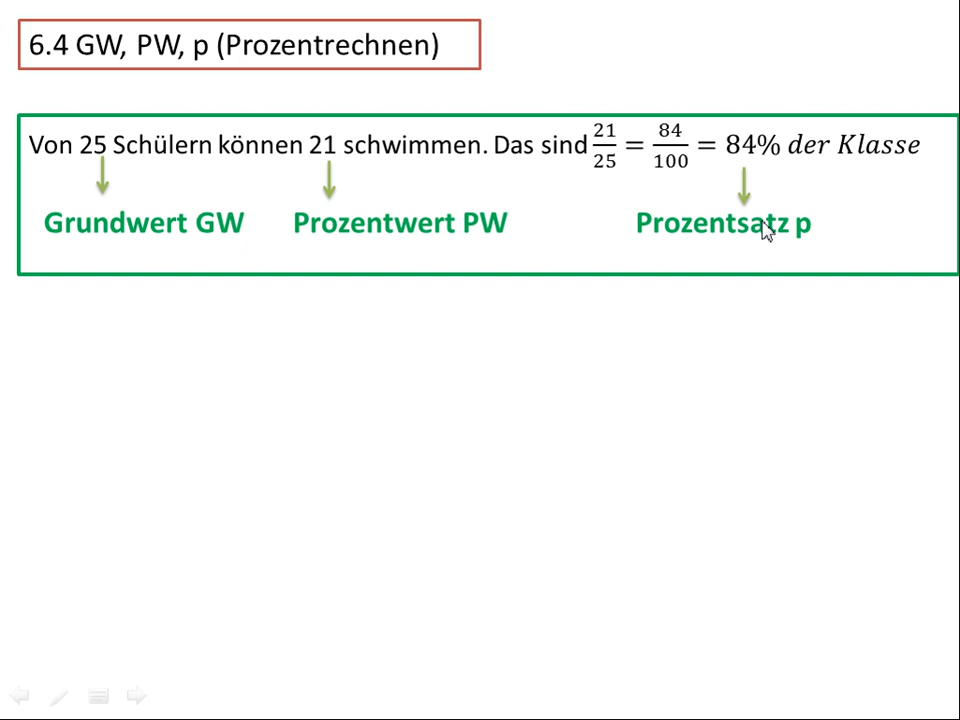 6.4 GW, PW, p (Prozentrechnen)
Von 25 Schülern können 21 schwimmen. Das sind 21/25 = 84/100 = 84% der Klasse
Grundwert GW Prozentwert PW Prozentsatz p